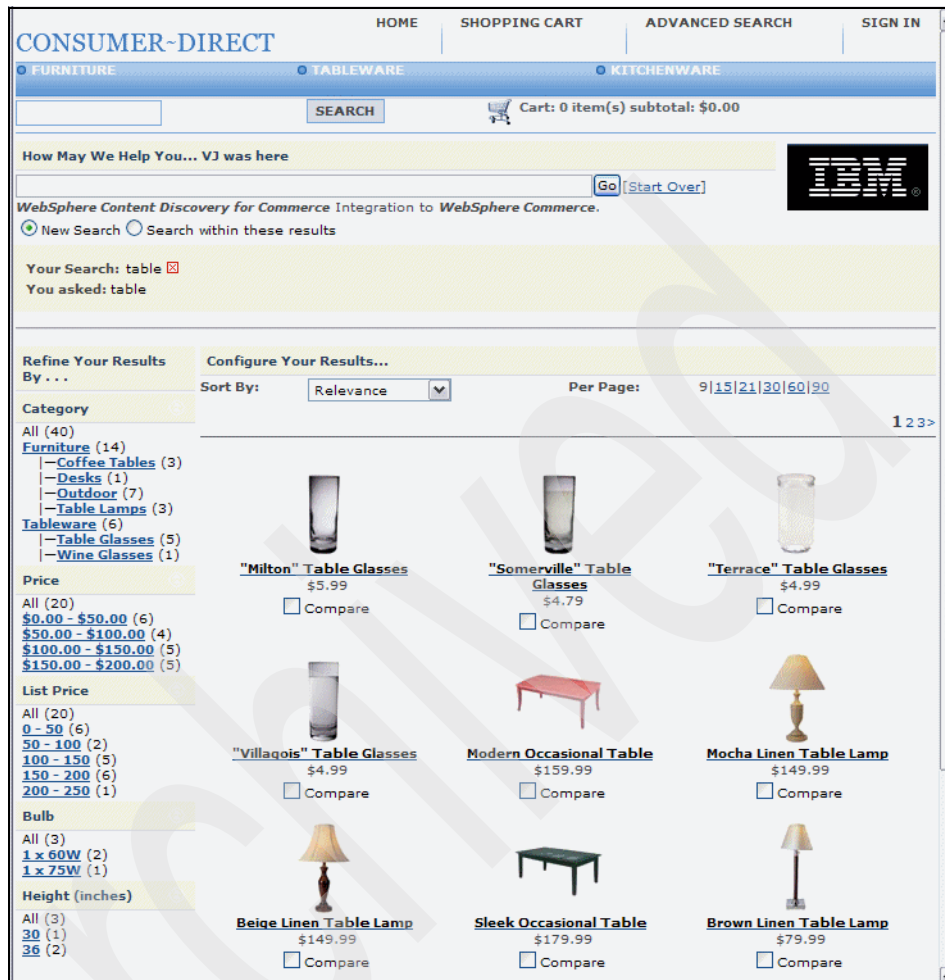 HOME SHOPPING CART ADVANCED SEARCH SIGN IN
CONSUMER~DIRECT
FURNITURE TABLEWARE KITCHENWARE
SEARCH Cart: 0 item(s) subtotal: $0.00
How May We Help You... VJ was here
IBM®
Go [Start Over]
WebSphere Content Discovery for Commerce Integration to WebSphere Commerce.
New Search Search within these results
Your Search: table
You asked: table
Refine Your Results By . . .
Configure Your Results...
Sort By: Relevance Per Page: 9|15|21|30|60|90
1 2 3 >
Category
All (40)
Furniture (14)
|—Coffee Tables (3)
|—Desks (1)
|—Outdoor (7)
|—Table Lamps (3)
Tableware (6)
|—Table Glasses (5)
|—Wine Glasses (1)
Price
All (20)
$0.00 - $50.00 (6)
$50.00 - $100.00 (4)
$100.00 - $150.00 (5)
$150.00 - $200.00 (5)
List Price
All (20)
0 - 50 (6)
50 - 100 (2)
100 - 150 (5)
150 - 200 (6)
200 - 250 (1)
Bulb
All (3)
1 x 60W (2)
1 x 75W (1)
Height (inches)
All (3)
30 (1)
36 (2)
"Milton" Table Glasses
$5.99
Compare
"Somerville" Table
Glasses
$4.79
Compare
"Terrace" Table Glasses
$4.99
Compare
"Villagois" Table Glasses
$4.99
Compare
Modern Occasional Table
$159.99
Compare
Mocha Linen Table Lamp
$149.99
Compare
Beige Linen Table Lamp
$149.99
Compare
Sleek Occasional Table
$179.99
Compare
Brown Linen Table Lamp
$79.99
Compare
rchived